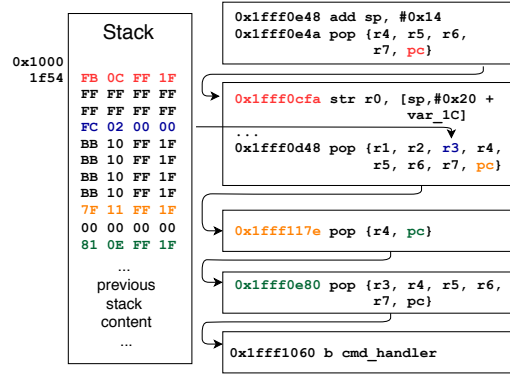 Stack
0x1000
1f54
FB 0C FF 1F
FF FF FF FF
FF FF FF FF
FC 02 00 00
BB 10 FF 1F
BB 10 FF 1F
BB 10 FF 1F
BB 10 FF 1F
7F 11 FF 1F
00 00 00 00
81 0E FF 1F
...
previous
stack
content
...
0x1fff0e48 add sp, #0x14
0x1fff0e4a pop {r4, r5, r6,
r7, pc}
0x1fff0cfa str r0, [sp,#0x20 +
var_1C]
...
0x1fff0d48 pop {r1, r2, r3, r4,
r5, r6, r7, pc}
0x1fff117e pop {r4, pc}
0x1fff0e80 pop {r3, r4, r5, r6,
r7, pc}
0x1fff1060 b cmd_handler